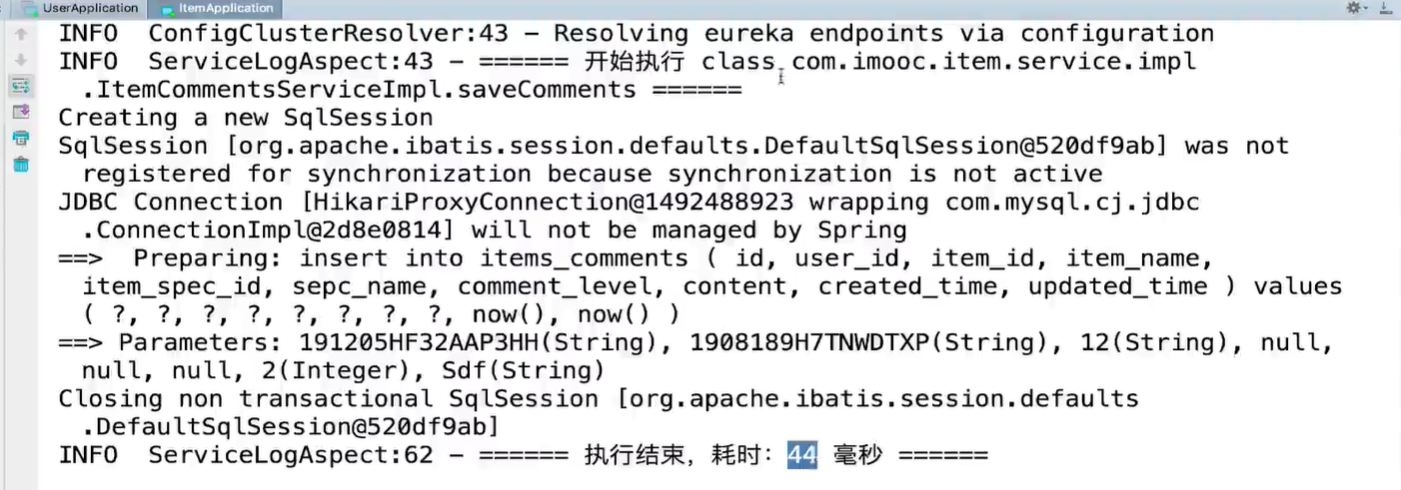 UserApplication ItemApplication
INFO ConfigClusterResolver:43 - Resolving eureka endpoints via configuration
INFO ServiceLogAspect:43 - ====== 开始执行 class com.imooc.item.service.impl
.ItemCommentsServiceImpl.saveComments ======
Creating a new SqlSession
SqlSession [org.apache.ibatis.session.defaults.DefaultSqlSession@520df9ab] was not
registered for synchronization because synchronization is not active
JDBC Connection [HikariProxyConnection@1492488923 wrapping com.mysql.cj.jdbc
.ConnectionImpl@2d8e0814] will not be managed by Spring
==> Preparing: insert into items_comments ( id, user_id, item_id, item_name,
item_spec_id, sepc_name, comment_level, content, created_time, updated_time ) values
( ?, ?, ?, ?, ?, ?, ?, ?, now(), now() )
==> Parameters: 191205HF32AAP3HH(String), 1908189H7TNWDTXP(String), 12(String), null,
null, null, 2(Integer), Sdf(String)
Closing non transactional SqlSession [org.apache.ibatis.session.defaults
.DefaultSqlSession@520df9ab]
INFO ServiceLogAspect:62 - ====== 执行结束，耗时：44 毫秒 ======